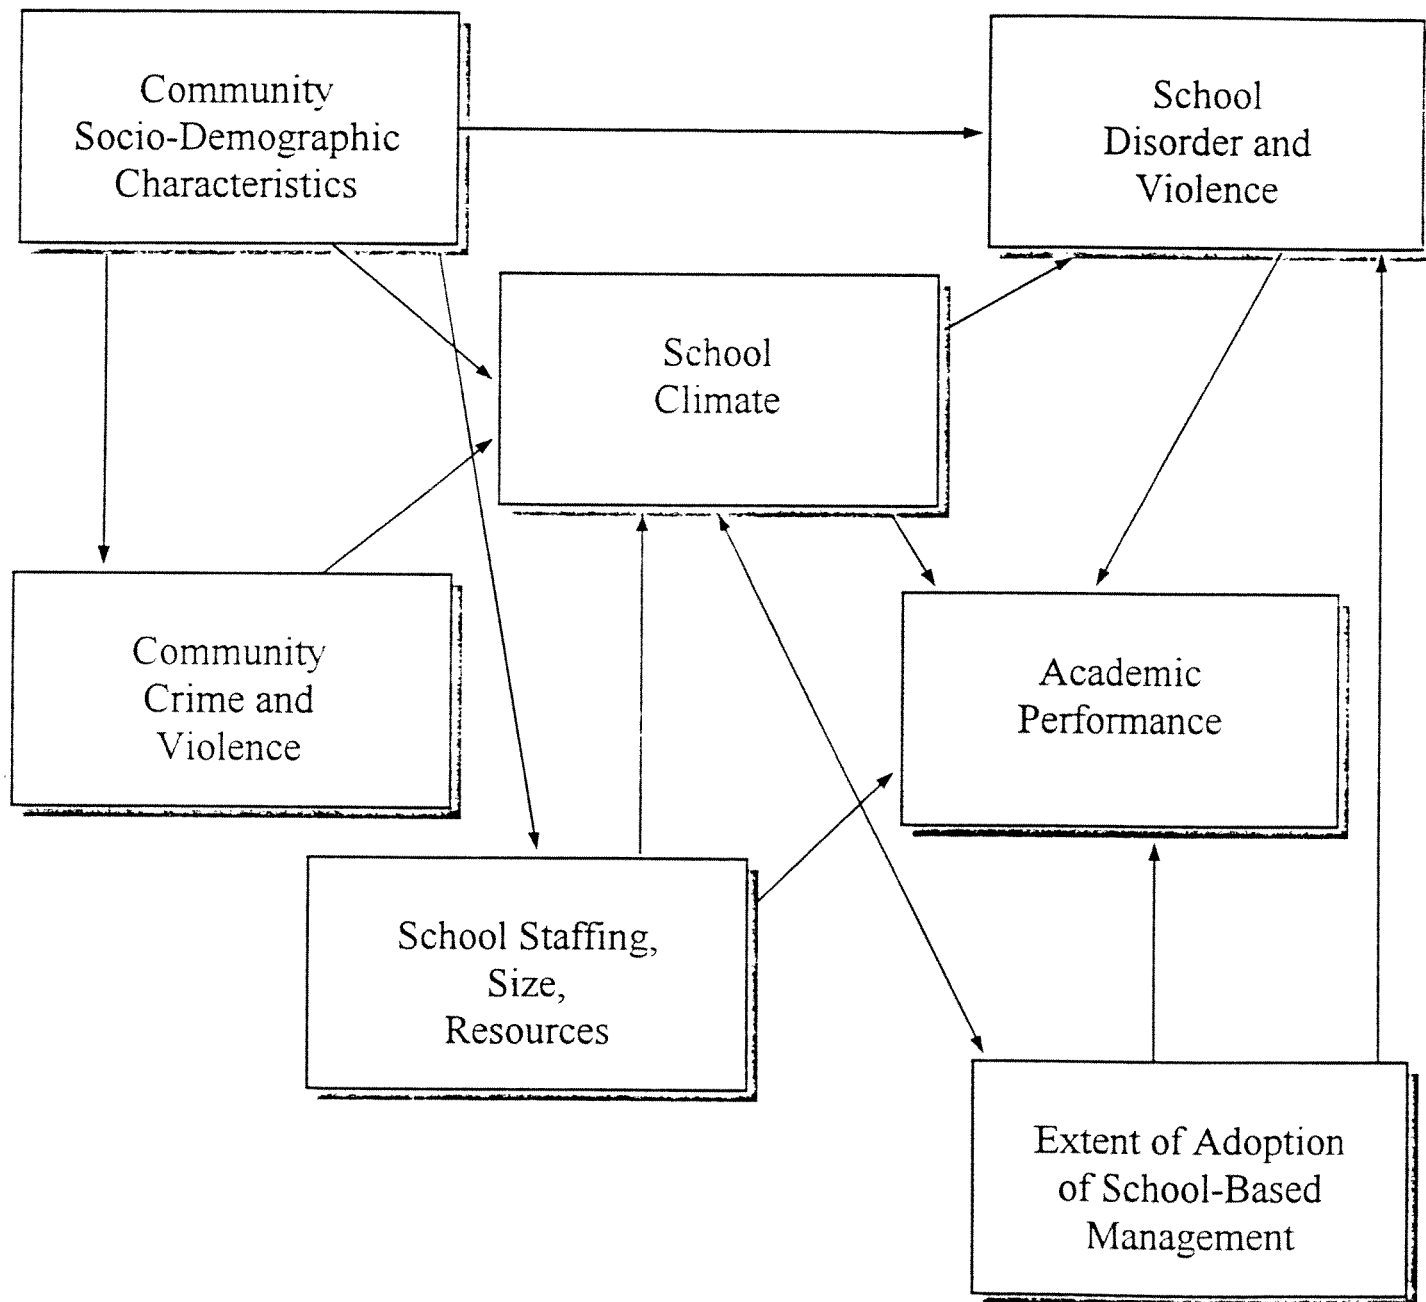 Community
Socio-Demographic
Characteristics
School
Disorder and
Violence
School
Climate
Community
Crime and
Violence
Academic
Performance
School Staffing,
Size,
Resources
Extent of Adoption
of School-Based
Management